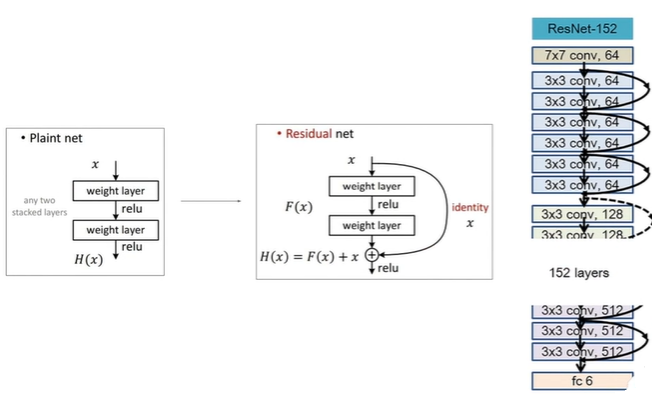 • Plaint net
x
weight layer
any two
stacked layers
relu
weight layer
relu
H(x)
• Residual net
x
weight layer
F(x)
relu
identity
x
weight layer
H(x) = F(x) + x
relu
ResNet-152
7x7 conv, 64
3x3 conv, 64
3x3 conv, 64
3x3 conv, 64
3x3 conv, 64
3x3 conv, 64
3x3 conv, 64
3x3 conv, 128
3x3 conv, 128
152 layers
3x3 conv, 512
3x3 conv, 512
3x3 conv, 512
fc 6